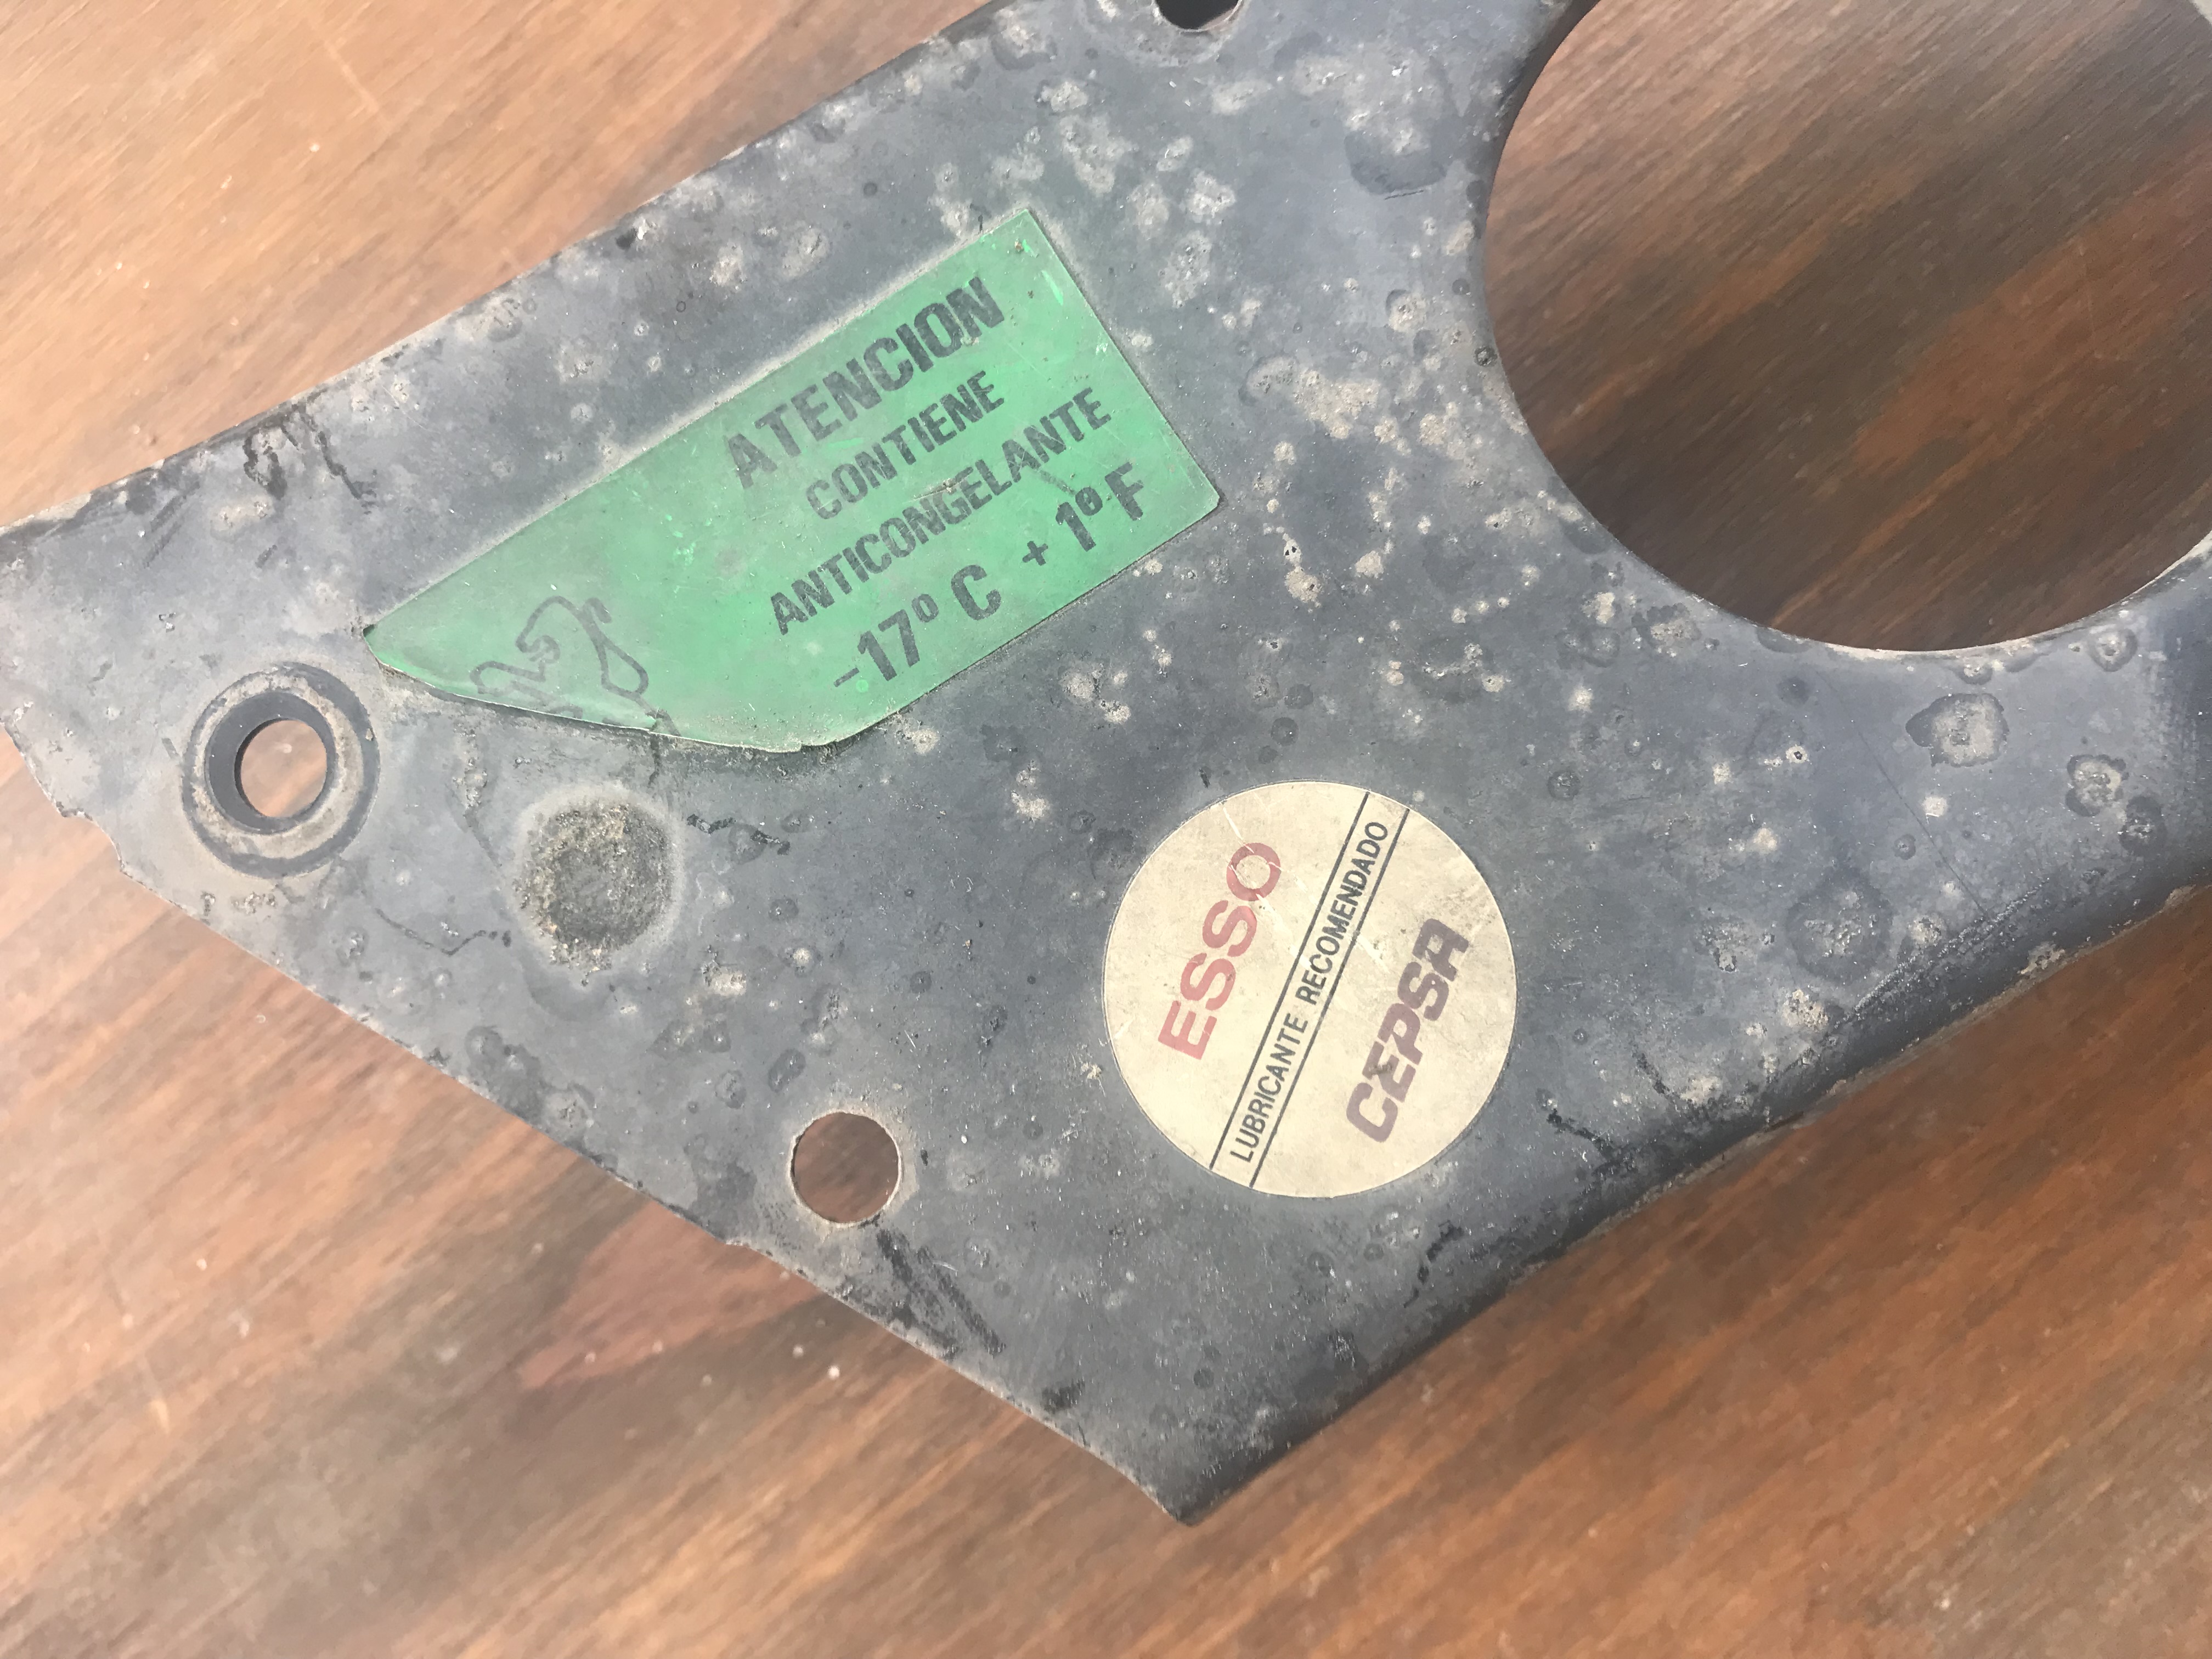 ATENCION
CONTIENE
ANTICONGELANTE
-17º C + 1º F
ESSO
LUBRICANTE RECOMENDADO
CEPSA